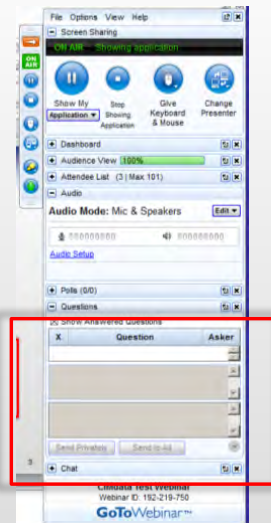 File Options View Help
Screen Sharing
ON AIR Showing application
ON
AIR
Show My
Application
Stop
Showing
Application
Give
Keyboard
& Mouse
Change
Presenter
Dashboard
Audience View 100%
Attendee List (3 | Max 101)
Audio
Audio Mode: Mic & Speakers Edit
Audio Setup
Polls (0/0)
Questions
Show Answered Questions
X Question Asker
Send Privately Send to All
Chat
CIMdata Test Webinar
Webinar ID: 192-219-750
GoToWebinar™